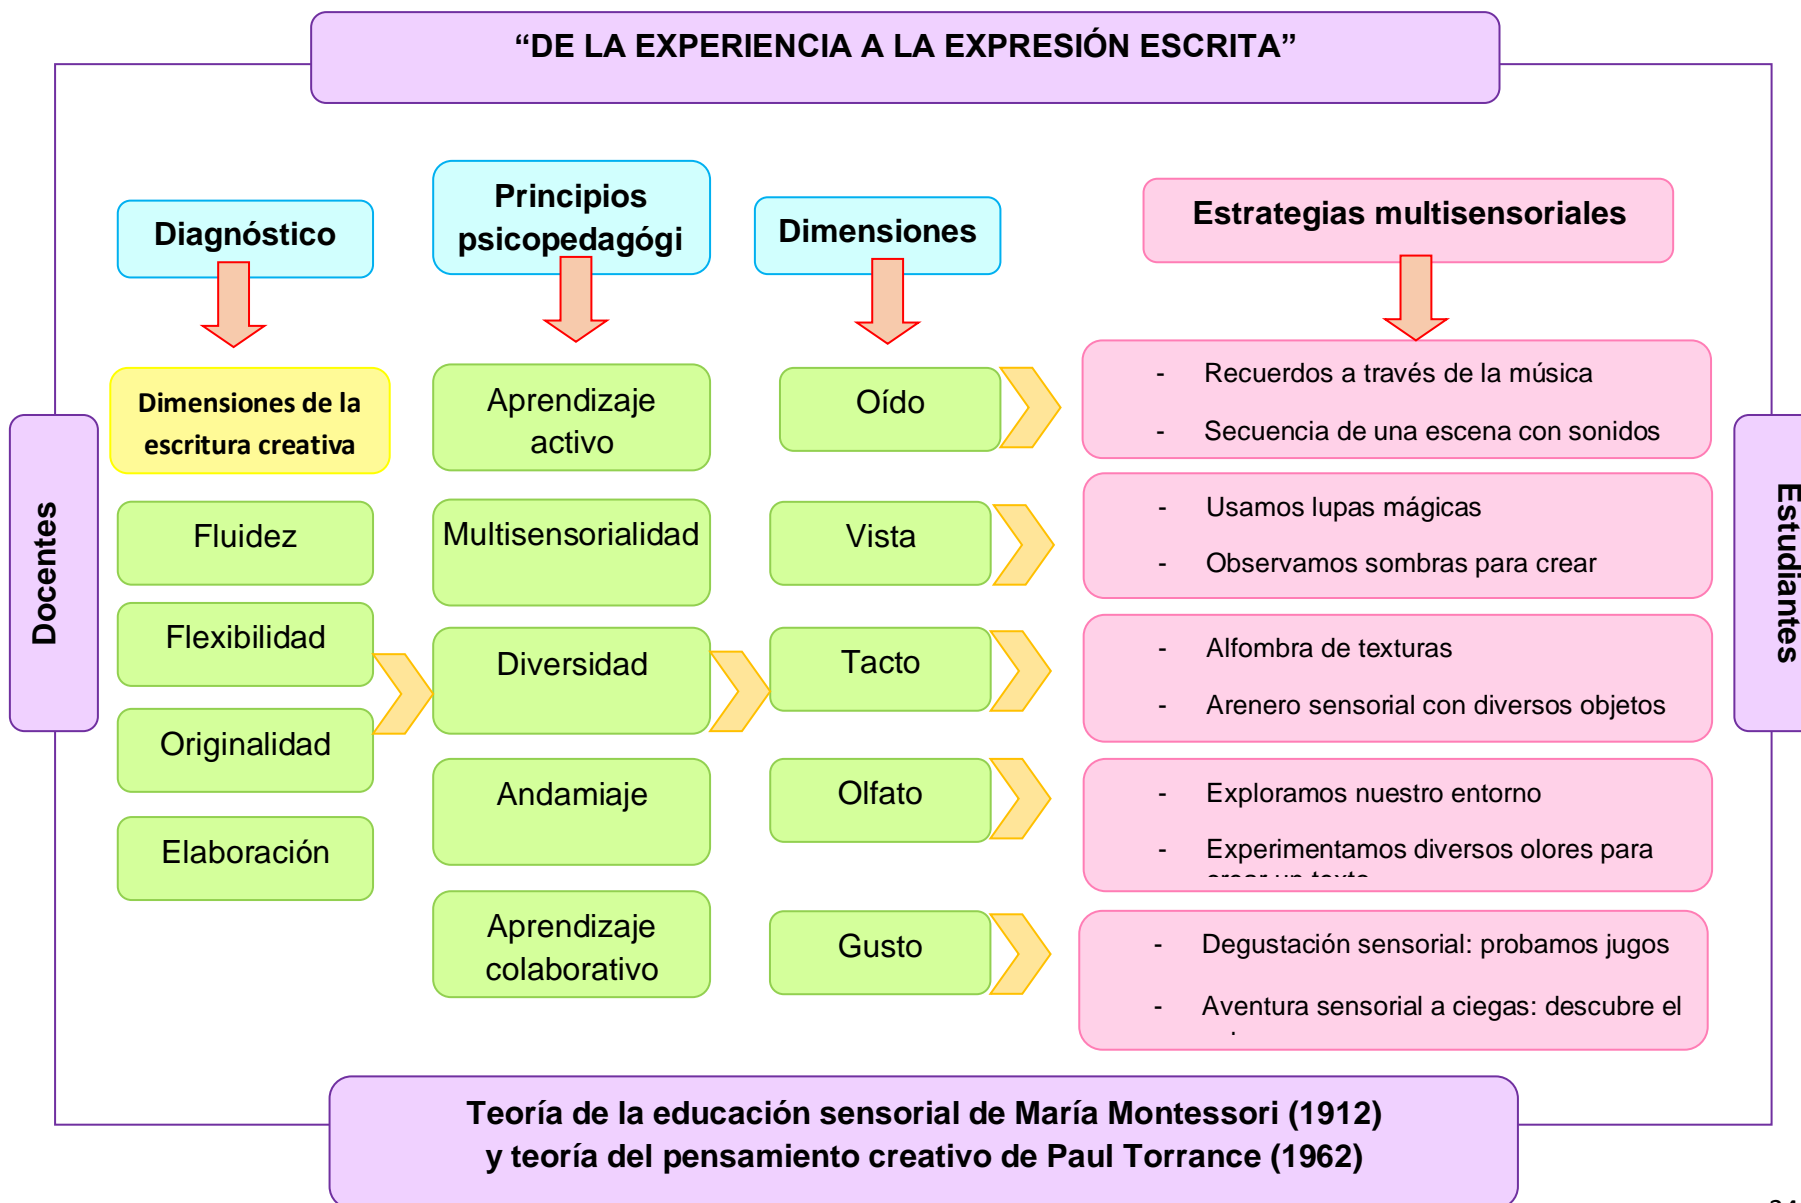 “DE LA EXPERIENCIA A LA EXPRESIÓN ESCRITA”
Diagnóstico
Principios
psicopedagógi
Dimensiones
Estrategias multisensoriales
Dimensiones de la
escritura creativa
Fluidez
Flexibilidad
Originalidad
Elaboración
Aprendizaje
activo
Multisensorialidad
Diversidad
Andamiaje
Aprendizaje
colaborativo
Oído
Vista
Tacto
Olfato
Gusto
- Recuerdos a través de la música
- Secuencia de una escena con sonidos
- Usamos lupas mágicas
- Observamos sombras para crear
- Alfombra de texturas
- Arenero sensorial con diversos objetos
- Exploramos nuestro entorno
- Experimentamos diversos olores para
crear un texto
- Degustación sensorial: probamos jugos
- Aventura sensorial a ciegas: descubre el
Docentes
Estudiantes
Teoría de la educación sensorial de María Montessori (1912)
y teoría del pensamiento creativo de Paul Torrance (1962)